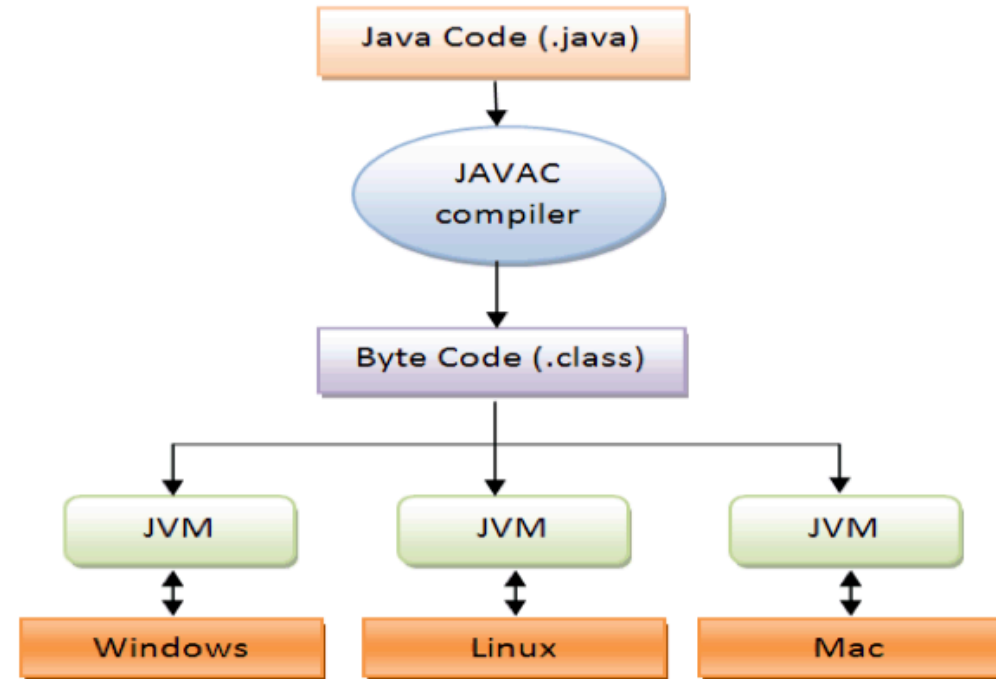 Java Code (.java)
JAVAC
compiler
Byte Code (.class)
JVM
JVM
JVM
Windows
Linux
Mac